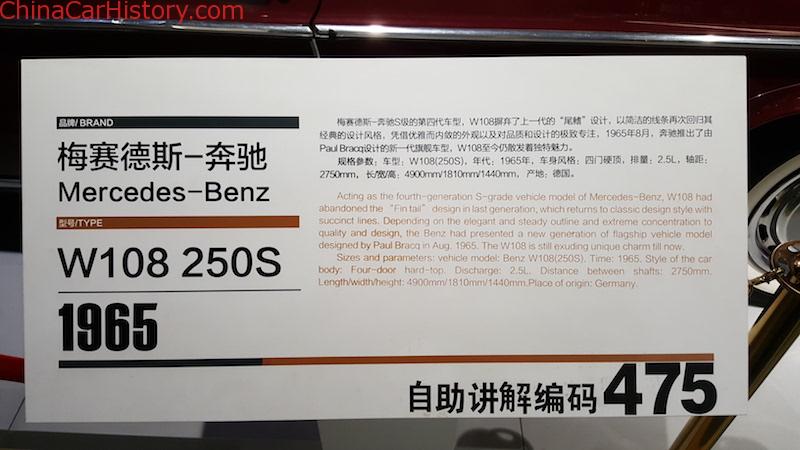 ChinaCarHistory.com
品牌/ BRAND
梅赛德斯-奔驰
Mercedes-Benz
型号/TYPE
W108 250S
1965
梅赛德斯-奔驰S级的第四代车型，W108摒弃了上一代的“尾鳍”设计，以简洁的线条再次回归其
经典的设计风格，凭借优雅而内敛的外观以及对品质和设计的极致专注，1965年8月，奔驰推出了由
Paul Bracq设计的新一代旗舰车型，W108至今仍散发着独特魅力。
规格参数：车型：W108(250S)，年代：1965年，车身风格：四门硬顶，排量：2.5L，轴距：
2750mm，长/宽/高：4900mm/1810mm/1440mm，产地：德国。
Acting as the fourth-generation S-grade vehicle model of Mercedes-Benz, W108 had
abandoned the “Fin tail” design in last generation, which returns to classic design style with
succinct lines. Depending on the elegant and steady outline and extreme concentration to
quality and design, the Benz had presented a new generation of flagship vehicle model
designed by Paul Bracq in Aug. 1965. The W108 is still exuding unique charm till now.
Sizes and parameters: vehicle model: Benz W108(250S). Time: 1965. Style of the car
body: Four-door hard-top. Discharge: 2.5L. Distance between shafts: 2750mm.
Length/width/height: 4900mm/1810mm/1440mm.Place of origin: Germany.
自助讲解编码 475